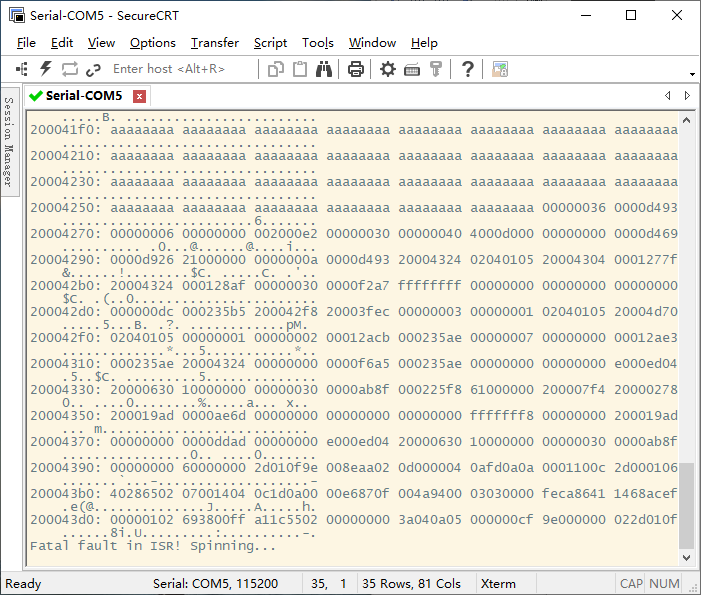 Serial-COM5 - SecureCRT
File Edit View Options Transfer Script Tools Window Help
Enter host <Alt+R>
Session Manager
Serial-COM5
.....B. ........................
200041f0: aaaaaaaa aaaaaaaa aaaaaaaa aaaaaaaa aaaaaaaa aaaaaaaa aaaaaaaa aaaaaaaa
................................
20004210: aaaaaaaa aaaaaaaa aaaaaaaa aaaaaaaa aaaaaaaa aaaaaaaa aaaaaaaa aaaaaaaa
................................
20004230: aaaaaaaa aaaaaaaa aaaaaaaa aaaaaaaa aaaaaaaa aaaaaaaa aaaaaaaa aaaaaaaa
................................
20004250: aaaaaaaa aaaaaaaa aaaaaaaa aaaaaaaa aaaaaaaa aaaaaaaa 00000036 0000d493
........................6.......
20004270: 00000006 00000000 002000e2 00000030 00000040 4000d000 00000000 0000d469
........... .0...@......@....i...
20004290: 0000d926 21000000 0000000a 0000d493 20004324 02040105 20004304 0001277f
&......!........$C. ......C. .'..
200042b0: 20004324 000128af 00000030 0000f2a7 ffffffff 00000000 00000000 00000000
$C. .(..0.......................
200042d0: 000000dc 000235b5 200042f8 20003fec 00000003 00000001 02040105 20004d70
.....5...B. .?. ............pM.
200042f0: 02040105 00000001 00000002 00012acb 000235ae 00000007 00000000 00012ae3
.............*...5...........*..
20004310: 000235ae 20004324 00000000 0000f6a5 000235ae 00000000 00000000 e000ed04
.5..$C. .........5..............
20004330: 20000630 10000000 00000030 0000ab8f 000225f8 61000000 200007f4 20000278
0.......0........%.....a... x..
20004350: 200019ad 0000ae6d 00000000 00000000 00000000 fffffff8 00000000 200019ad
... m...........................
20004370: 00000000 0000ddad 00000000 e000ed04 20000630 10000000 00000030 0000ab8f
................0.......0.......
20004390: 00000000 60000000 2d010f9e 008eaa02 0d000004 0afd0a0a 0001100c 2d000106
.......`...-...................-
200043b0: 40286502 07001404 0c1d0a00 00e6870f 004a9400 03030000 feca8641 1468acef
.e(@..............J.....A.....h.
200043d0: 00000102 693800ff a11c5502 00000000 3a040a05 000000cf 9e000000 022d010f
......8i.U.........:..........-.
Fatal fault in ISR! Spinning...
Ready
Serial: COM5, 115200
35, 1
35 Rows, 81 Cols
Xterm
CAP NUM